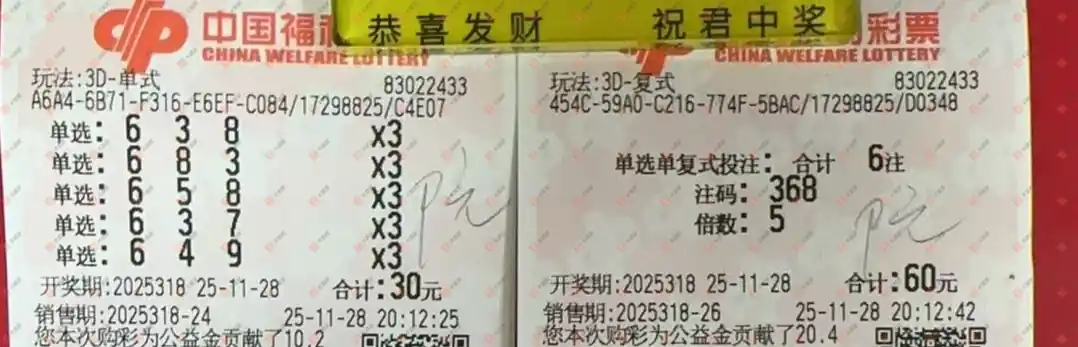 恭喜发财 祝君中奖
中国福
CHINA WELFARE LOTTERY
玩法:3D-单式 83022433
A6A4-6B71-F316-E6EF-C084/17298825/C4E07
单选: 6 3 8 x3
单选: 6 8 3 x3
单选: 6 5 8 x3
单选: 6 3 7 x3
单选: 6 4 9 x3
开奖期:2025318 25-11-28 合计:30元
销售期:2025318-24 25-11-28 20:12:25
您本次购彩为公益金贡献了10.2
彩票
CHINA WELFARE LOTTERY
玩法:3D-复式 83022433
454C-59A0-C216-774F-5BAC/17298825/D0348
单选单复式投注: 合计 6注
注码: 368
倍数: 5
开奖期:2025318 25-11-28 合计:60元
销售期:2025318-26 25-11-28 20:12:42
您本次购彩为公益金贡献了20.4